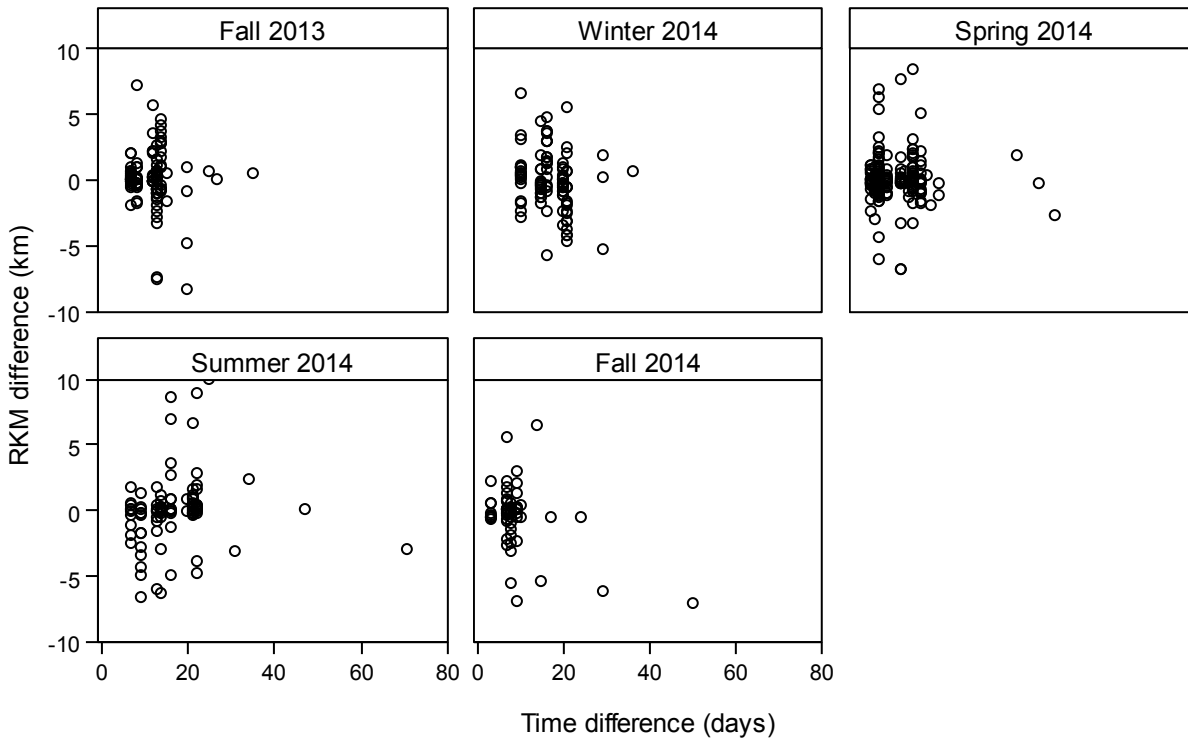 Fall 2013
Winter 2014
Spring 2014
10
5
0
-5
-10
Summer 2014
Fall 2014
10
5
0
-5
-10
0 20 40 60 80
0 20 40 60 80
RKM difference (km)
Time difference (days)